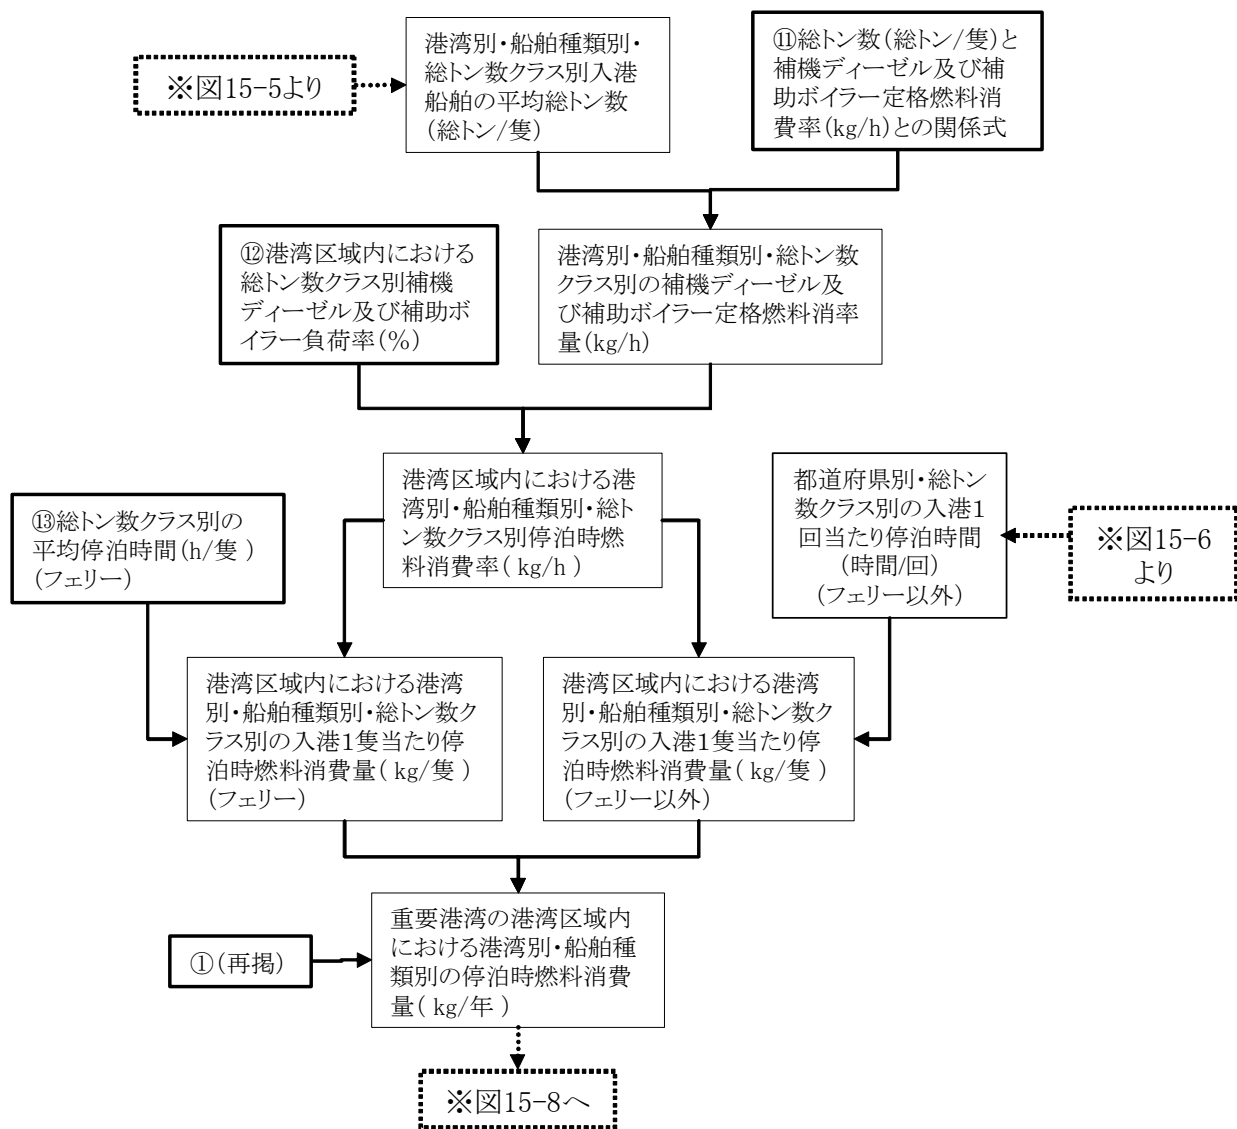 港湾別・船舶種類別・
総トン数クラス別入港
船舶の平均総トン数
(総トン/隻)
⑪総トン数(総トン/隻)と
補機ディーゼル及び補
助ボイラー定格燃料消
費率(kg/h)との関係式
※図15-5より
⑫港湾区域内における
総トン数クラス別補機
ディーゼル及び補助ボ
イラー負荷率(%)
港湾別・船舶種類別・総トン数
クラス別の補機ディーゼル及
び補助ボイラー定格燃料消率
量(kg/h)
港湾区域内における港
湾別・船舶種類別・総ト
ン数クラス別停泊時燃
料消費率( kg/h )
都道府県別・総トン
数クラス別の入港1
回当たり停泊時間
(時間/回)
(フェリー以外)
⑬総トン数クラス別の
平均停泊時間(h/隻 )
(フェリー)
※図15-6
より
港湾区域内における港湾
別・船舶種類別・総トン数ク
ラス別の入港1隻当たり停
泊時燃料消費量( kg/隻 )
(フェリー)
港湾区域内における港湾
別・船舶種類別・総トン数ク
ラス別の入港1隻当たり停
泊時燃料消費量( kg/隻 )
(フェリー以外)
重要港湾の港湾区域内
における港湾別・船舶種
類別の停泊時燃料消費
量( kg/年 )
①(再掲)
※図15-8へ